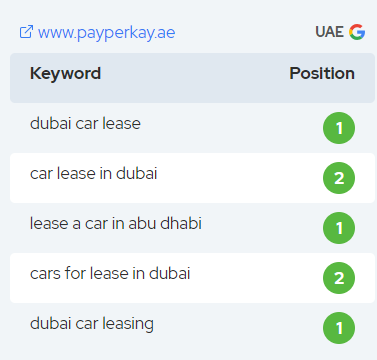 www.payperkay.ae UAE
Keyword Position
dubai car lease 1
car lease in dubai 2
lease a car in abu dhabi 1
cars for lease in dubai 2
dubai car leasing 1